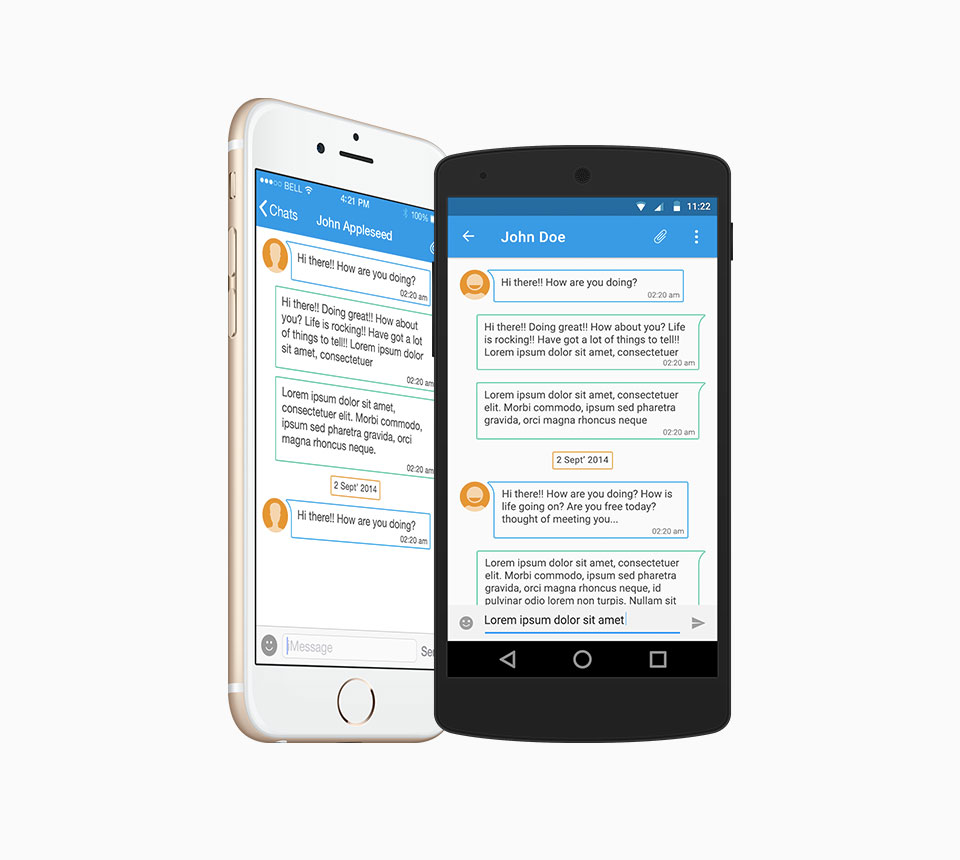 BELL
4:21 PM
100%
Chats
John Appleseed
Hi there!! How are you doing?
02:20 am
Hi there!! Doing great!! How about
you? Life is rocking!! Have got a lot
of things to tell!! Lorem ipsum dolor
sit amet, consectetuer
02:20 am
Lorem ipsum dolor sit amet,
consectetuer elit. Morbi commodo,
ipsum sed pharetra gravida, orci
magna rhoncus neque.
02:20 am
2 Sept' 2014
Hi there!! How are you doing?
02:20 am
iMessage
Sen
11:22
John Doe
Hi there!! How are you doing?
02:20 am
Hi there!! Doing great!! How about you? Life
is rocking!! Have got a lot of things to tell!!
Lorem ipsum dolor sit amet, consectetuer
02:20 am
Lorem ipsum dolor sit amet, consectetuer
elit. Morbi commodo, ipsum sed pharetra
gravida, orci magna rhoncus neque
02:20 am
2 Sept' 2014
Hi there!! How are you doing? How is
life going on? Are you free today?
thought of meeting you...
02:20 am
Lorem ipsum dolor sit amet, consectetuer
elit. Morbi commodo, ipsum sed pharetra
gravida, orci magna rhoncus neque, id
pulvinar odio lorem non turpis. Nullam sit
Lorem ipsum dolor sit amet